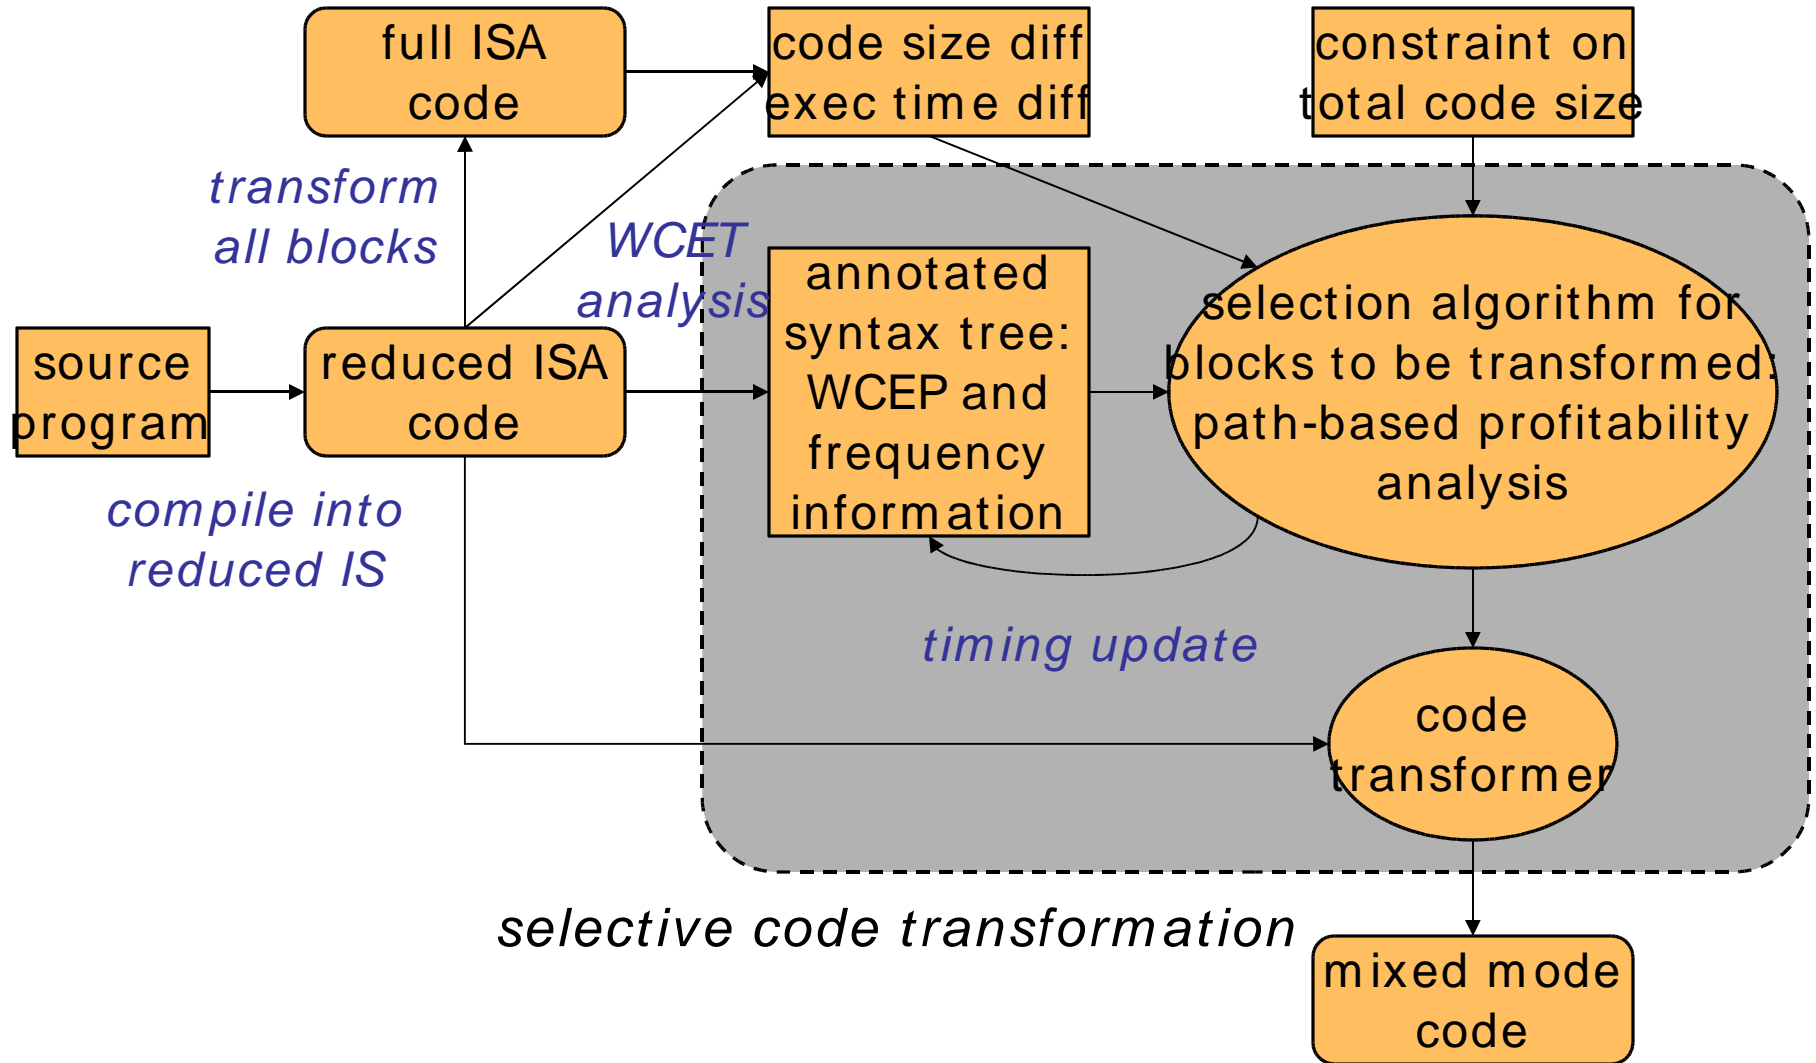 full ISA
code
code size diff
exec time diff
constraint on
total code size
transform
all blocks
WCET
analysis
source
program
reduced ISA
code
annotated
syntax tree:
WCEP and
frequency
information
selection algorithm for
blocks to be transformed:
path-based profitability
analysis
compile into
reduced IS
timing update
code
transformer
selective code transformation
mixed mode
code